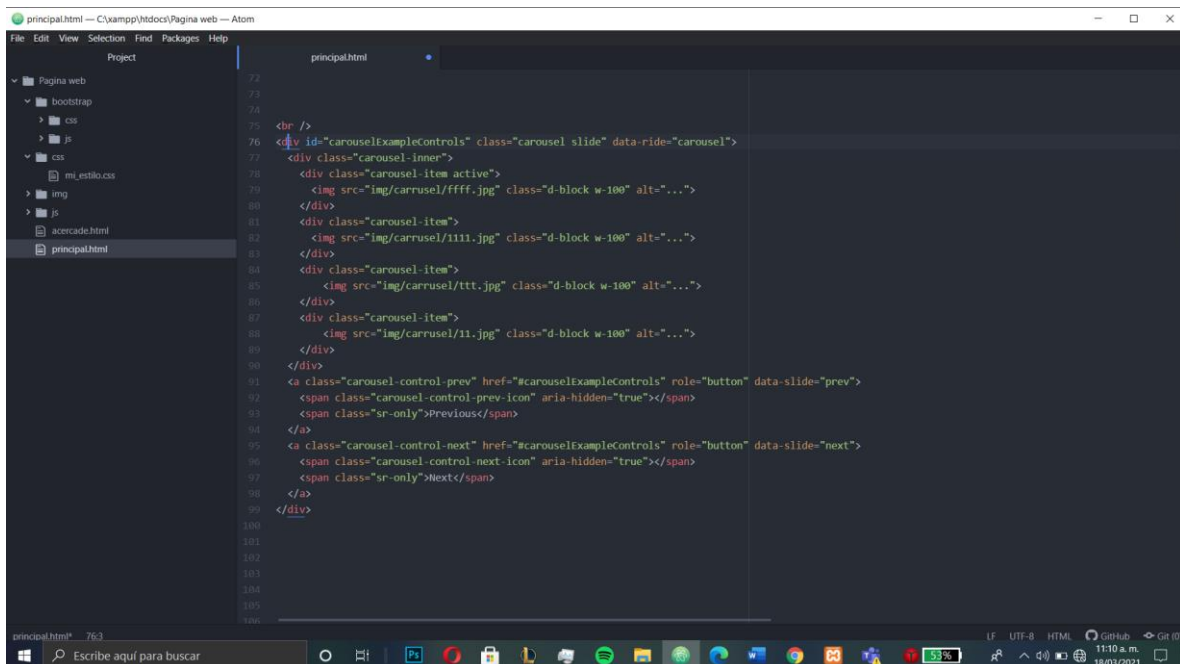 principal.html — C:\xampp\htdocs\Pagina web — Atom
File Edit View Selection Find Packages Help
Project
principal.html
Pagina web
bootstrap
css
js
css
mi_estilo.css
img
js
acercade.html
principal.html
72
73
74
75 <br />
76 <div id="carouselExampleControls" class="carousel slide" data-ride="carousel">
77 <div class="carousel-inner">
78 <div class="carousel-item active">
79 <img src="img/carrusel/ffff.jpg" class="d-block w-100" alt="...">
80 </div>
81 <div class="carousel-item">
82 <img src="img/carrusel/1111.jpg" class="d-block w-100" alt="...">
83 </div>
84 <div class="carousel-item">
85 <img src="img/carrusel/ttt.jpg" class="d-block w-100" alt="...">
86 </div>
87 <div class="carousel-item">
88 <img src="img/carrusel/11.jpg" class="d-block w-100" alt="...">
89 </div>
90 </div>
91 <a class="carousel-control-prev" href="#carouselExampleControls" role="button" data-slide="prev">
92 <span class="carousel-control-prev-icon" aria-hidden="true"></span>
93 <span class="sr-only">Previous</span>
94 </a>
95 <a class="carousel-control-next" href="#carouselExampleControls" role="button" data-slide="next">
96 <span class="carousel-control-next-icon" aria-hidden="true"></span>
97 <span class="sr-only">Next</span>
98 </a>
99 </div>
100
101
102
103
104
105
106
principal.html* 76:3
LF UTF-8 HTML GitHub Git (0)
Escribe aquí para buscar
Ps
53%
11:10 a. m.
18/03/2021